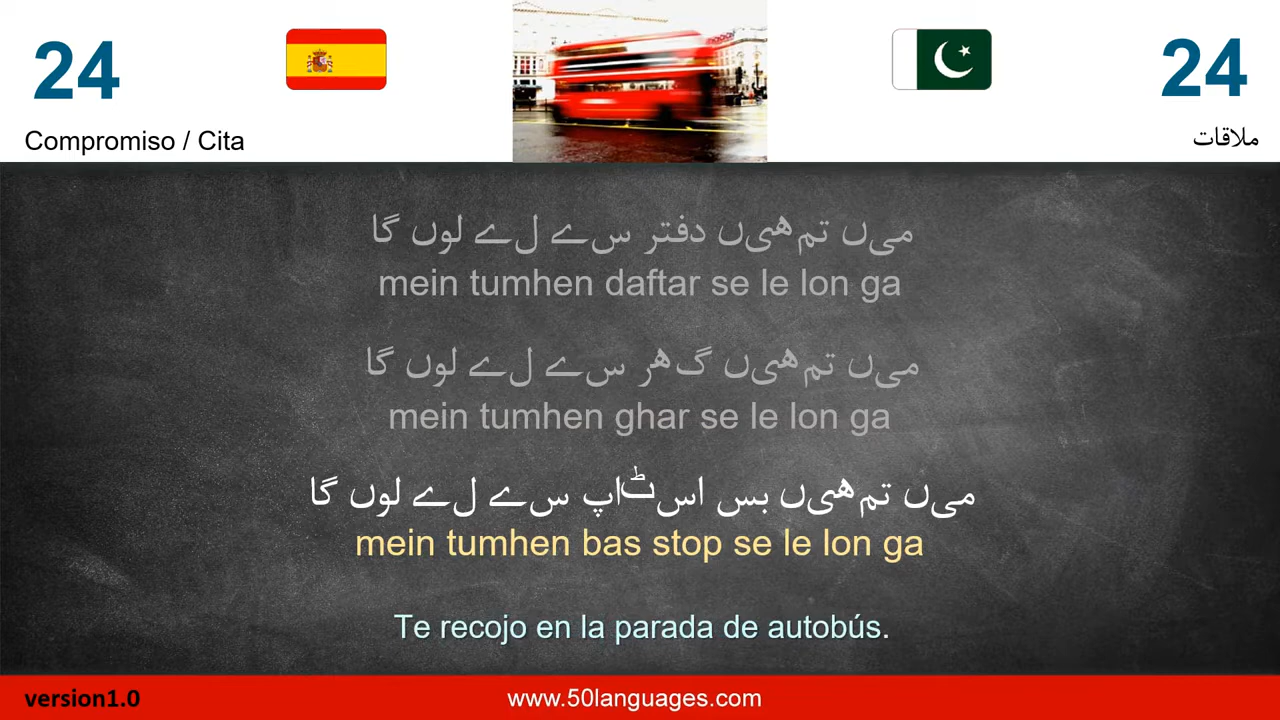 24
24
Compromiso / Cita
ملاقات
میں تمہیں دفتر سے لے لوں گا
mein tumhen daftar se le lon ga
میں تمہیں گھر سے لے لوں گا
mein tumhen ghar se le lon ga
میں تمہیں بس اسٹاپ سے لے لوں گا
mein tumhen bas stop se le lon ga
Te recojo en la parada de autobús.
version1.0
www.50languages.com